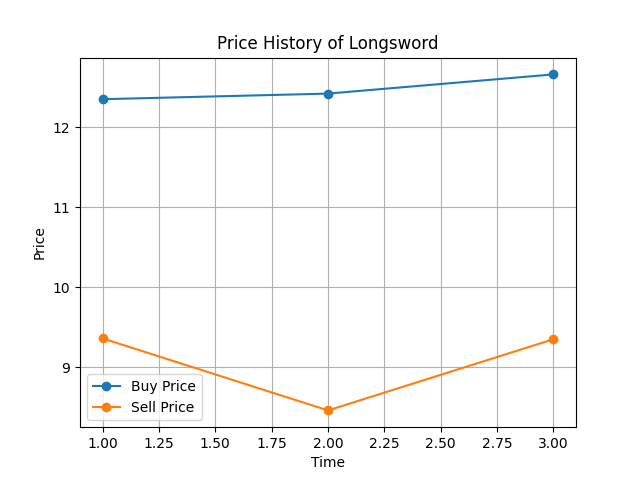 Price History of Longsword
Price
12
11
10
9
Buy Price
Sell Price
1.00 1.25 1.50 1.75 2.00 2.25 2.50 2.75 3.00
Time